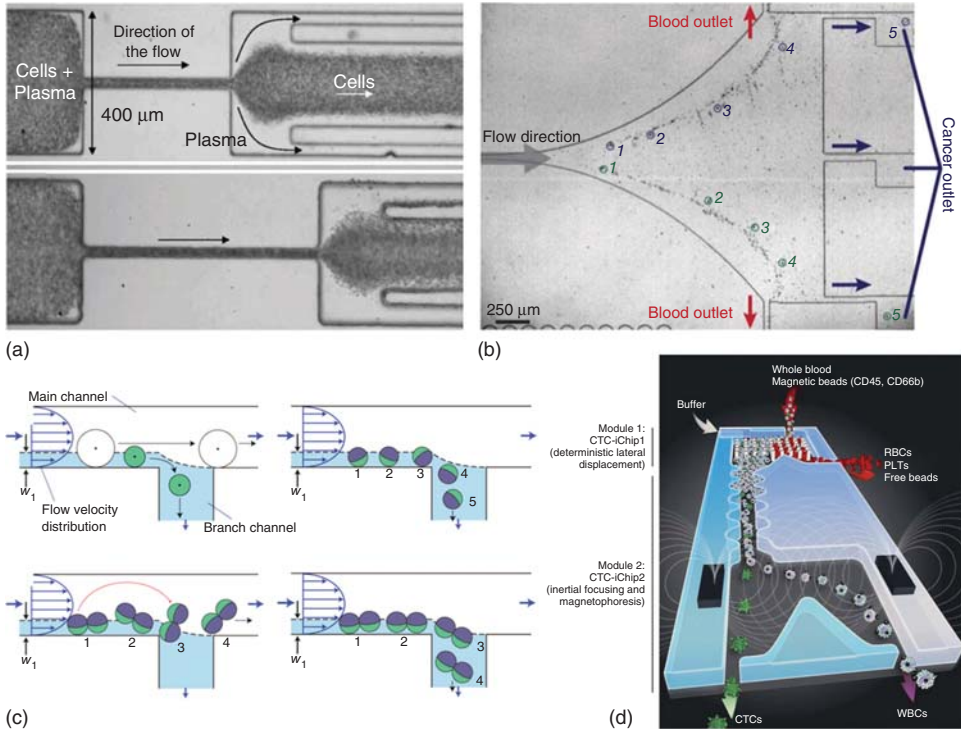 Cells +
Plasma
Direction of
the flow
400 µm
Cells
Plasma
(a)
Blood outlet
5
4
3
2
1
Flow direction
1
2
3
4
Cancer outlet
250 µm
Blood outlet
5
(b)
Main channel
w1
Flow velocity
distribution
Branch channel
1
2
3
4
5
w1
1
2
3
4
w1
1
2
3
4
w1
(c)
Whole blood
Magnetic beads (CD45, CD66b)
Buffer
Module 1:
CTC-iChip1
(deterministic lateral
displacement)
RBCs
PLTs
Free beads
Module 2:
CTC-iChip2
(inertial focusing and
magnetophoresis)
CTCs
WBCs
(d)